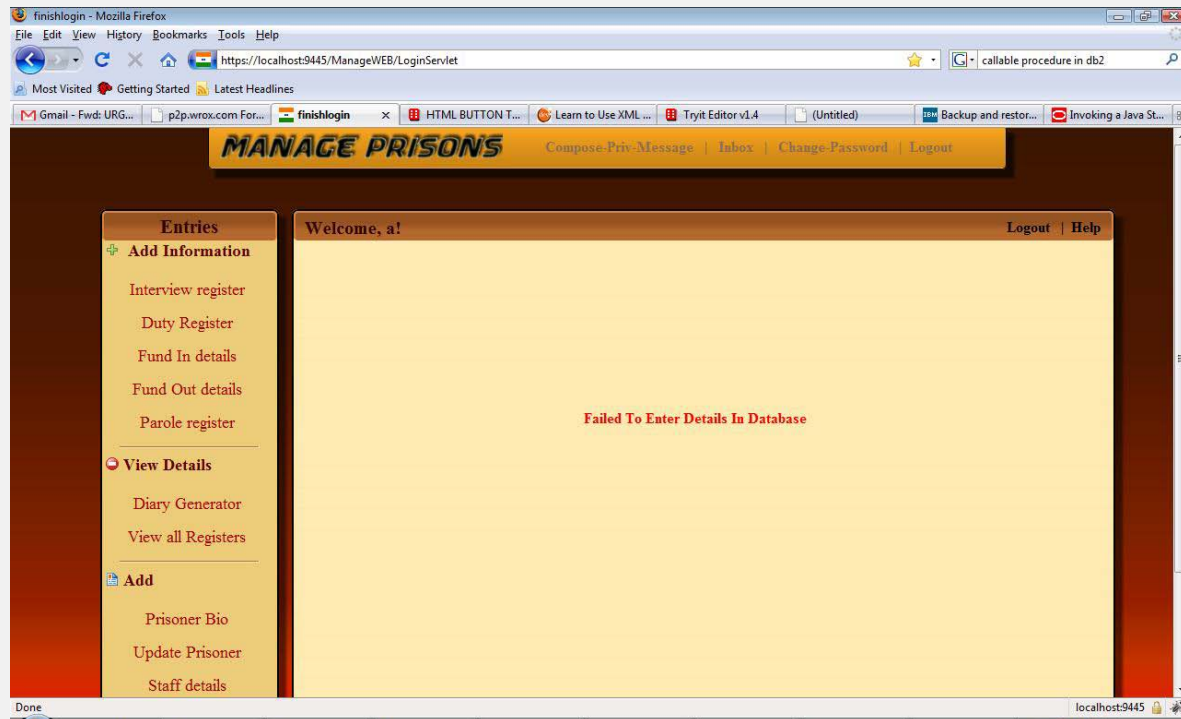 finishlogin - Mozilla Firefox
File Edit View History Bookmarks Tools Help
https://localhost:9445/ManageWEB/LoginServlet
G callable procedure in db2
Most Visited Getting Started Latest Headlines
Gmail - Fwd: URG... p2p.wrox.com For... finishlogin x HTML BUTTON T... Learn to Use XML ... Tryit Editor v1.4 (Untitled) IBM Backup and restor... Invoking a Java St...
MANAGE PRISONS
Compose-Priv-Message | Inbox | Change-Password | Logout
Entries
Add Information
Interview register
Duty Register
Fund In details
Fund Out details
Parole register
View Details
Diary Generator
View all Registers
Add
Prisoner Bio
Update Prisoner
Staff details
Welcome, a!
Logout | Help
Failed To Enter Details In Database
Done
localhost:9445